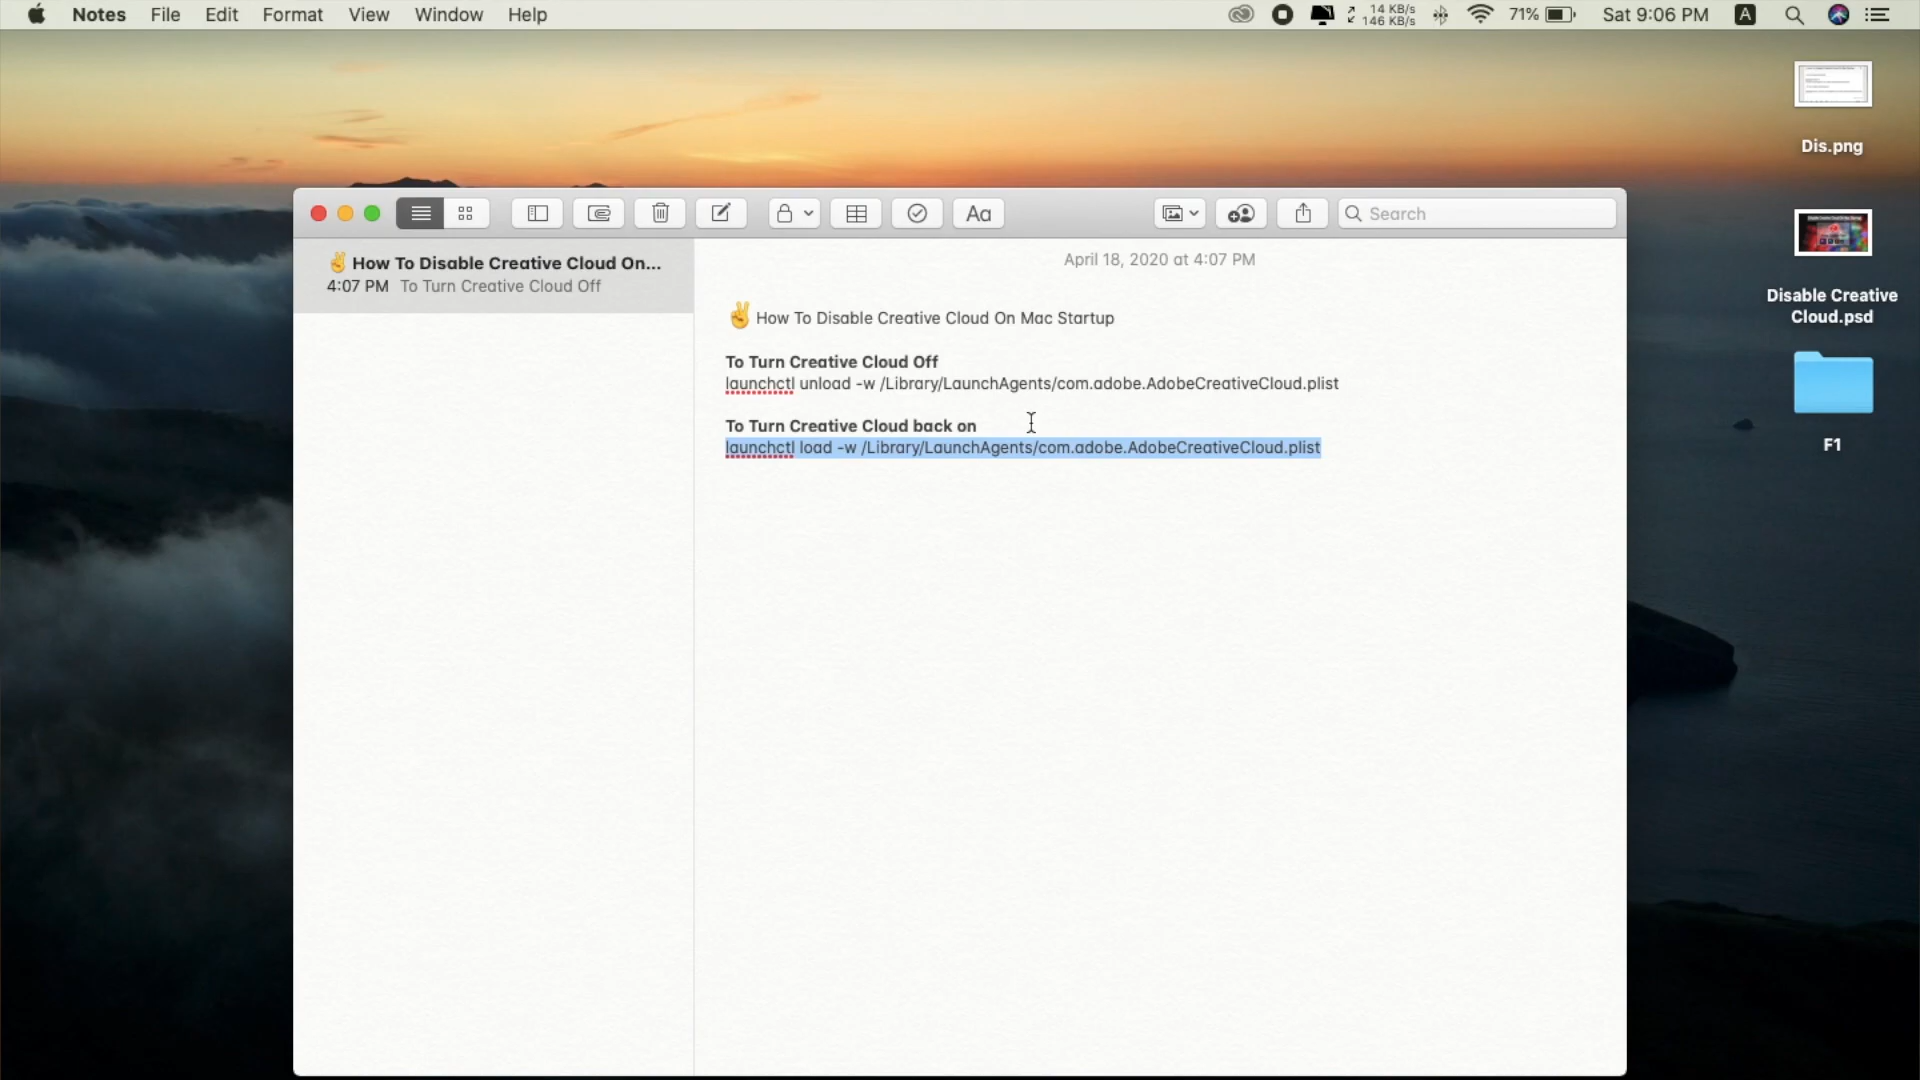 Notes File Edit Format View Window Help
14 KB/s
146 KB/s
71%
Sat 9:06 PM
A
Dis.png
Disable Creative
Cloud.psd
F1
Aa
Search
✌️ How To Disable Creative Cloud On...
4:07 PM To Turn Creative Cloud Off
April 18, 2020 at 4:07 PM
✌️ How To Disable Creative Cloud On Mac Startup
To Turn Creative Cloud Off
launchctl unload -w /Library/LaunchAgents/com.adobe.AdobeCreativeCloud.plist
To Turn Creative Cloud back on
launchctl load -w /Library/LaunchAgents/com.adobe.AdobeCreativeCloud.plist